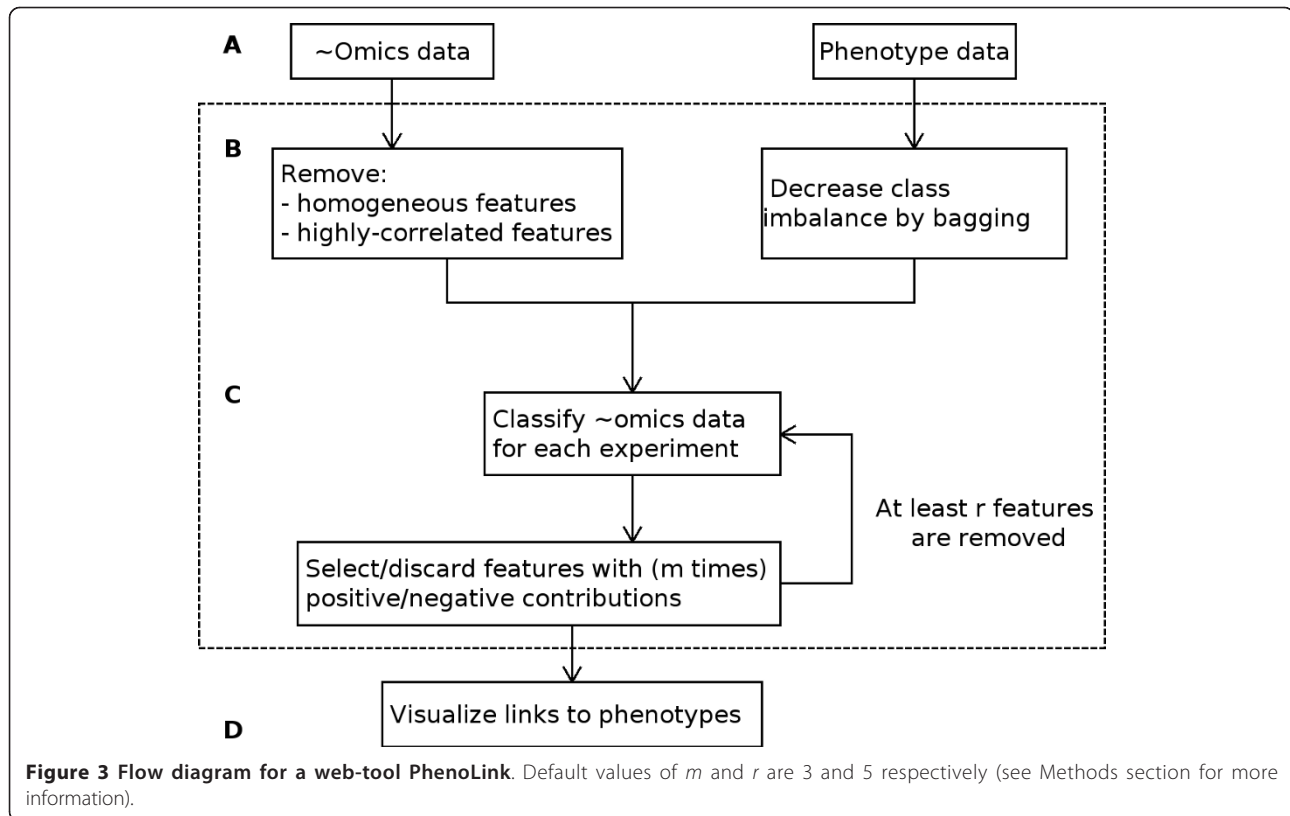 A
~Omics data
Phenotype data
B
Remove:
- homogeneous features
- highly-correlated features
Decrease class
imbalance by bagging
C
Classify ~omics data
for each experiment
At least r features
are removed
Select/discard features with (m times)
positive/negative contributions
D
Visualize links to phenotypes
Figure 3 Flow diagram for a web-tool PhenoLink. Default values of m and r are 3 and 5 respectively (see Methods section for more
information).